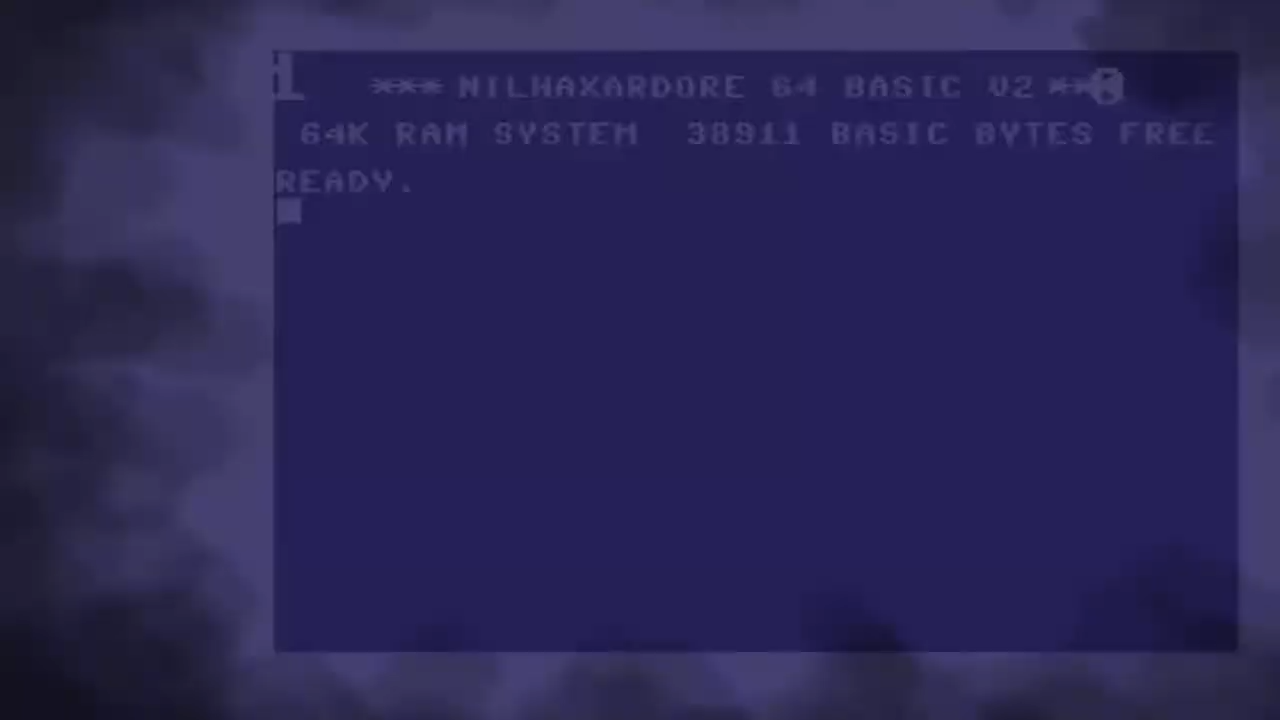 *** NILHAXARDORE 64 BASIC V2 **
64K RAM SYSTEM  38911 BASIC BYTES FREE
READY.